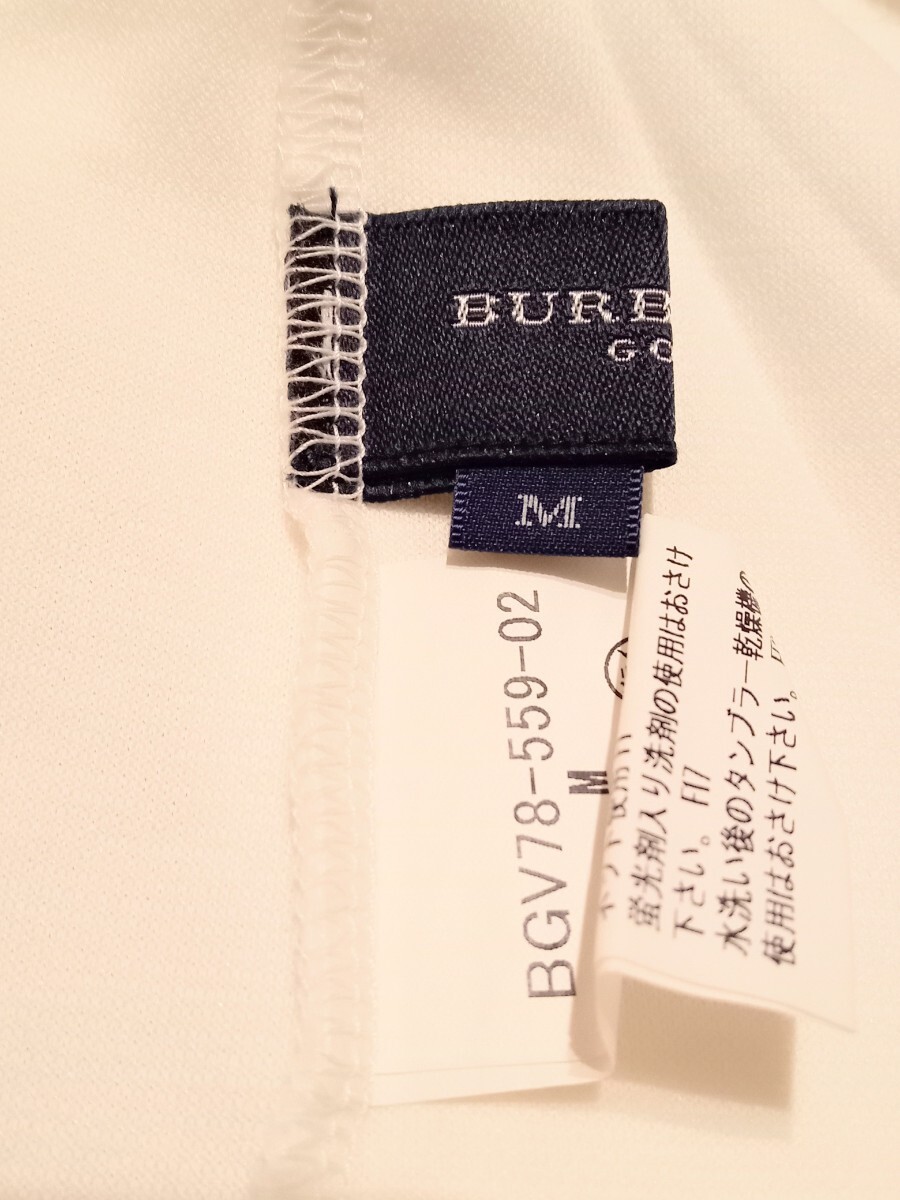 BURB
GO
M
BGV78-559-02
M
蛍光剤入り洗剤の使用はおさけ
下さい。 F17
水洗い後のタンブラー乾燥機の
使用はおさけ下さい。